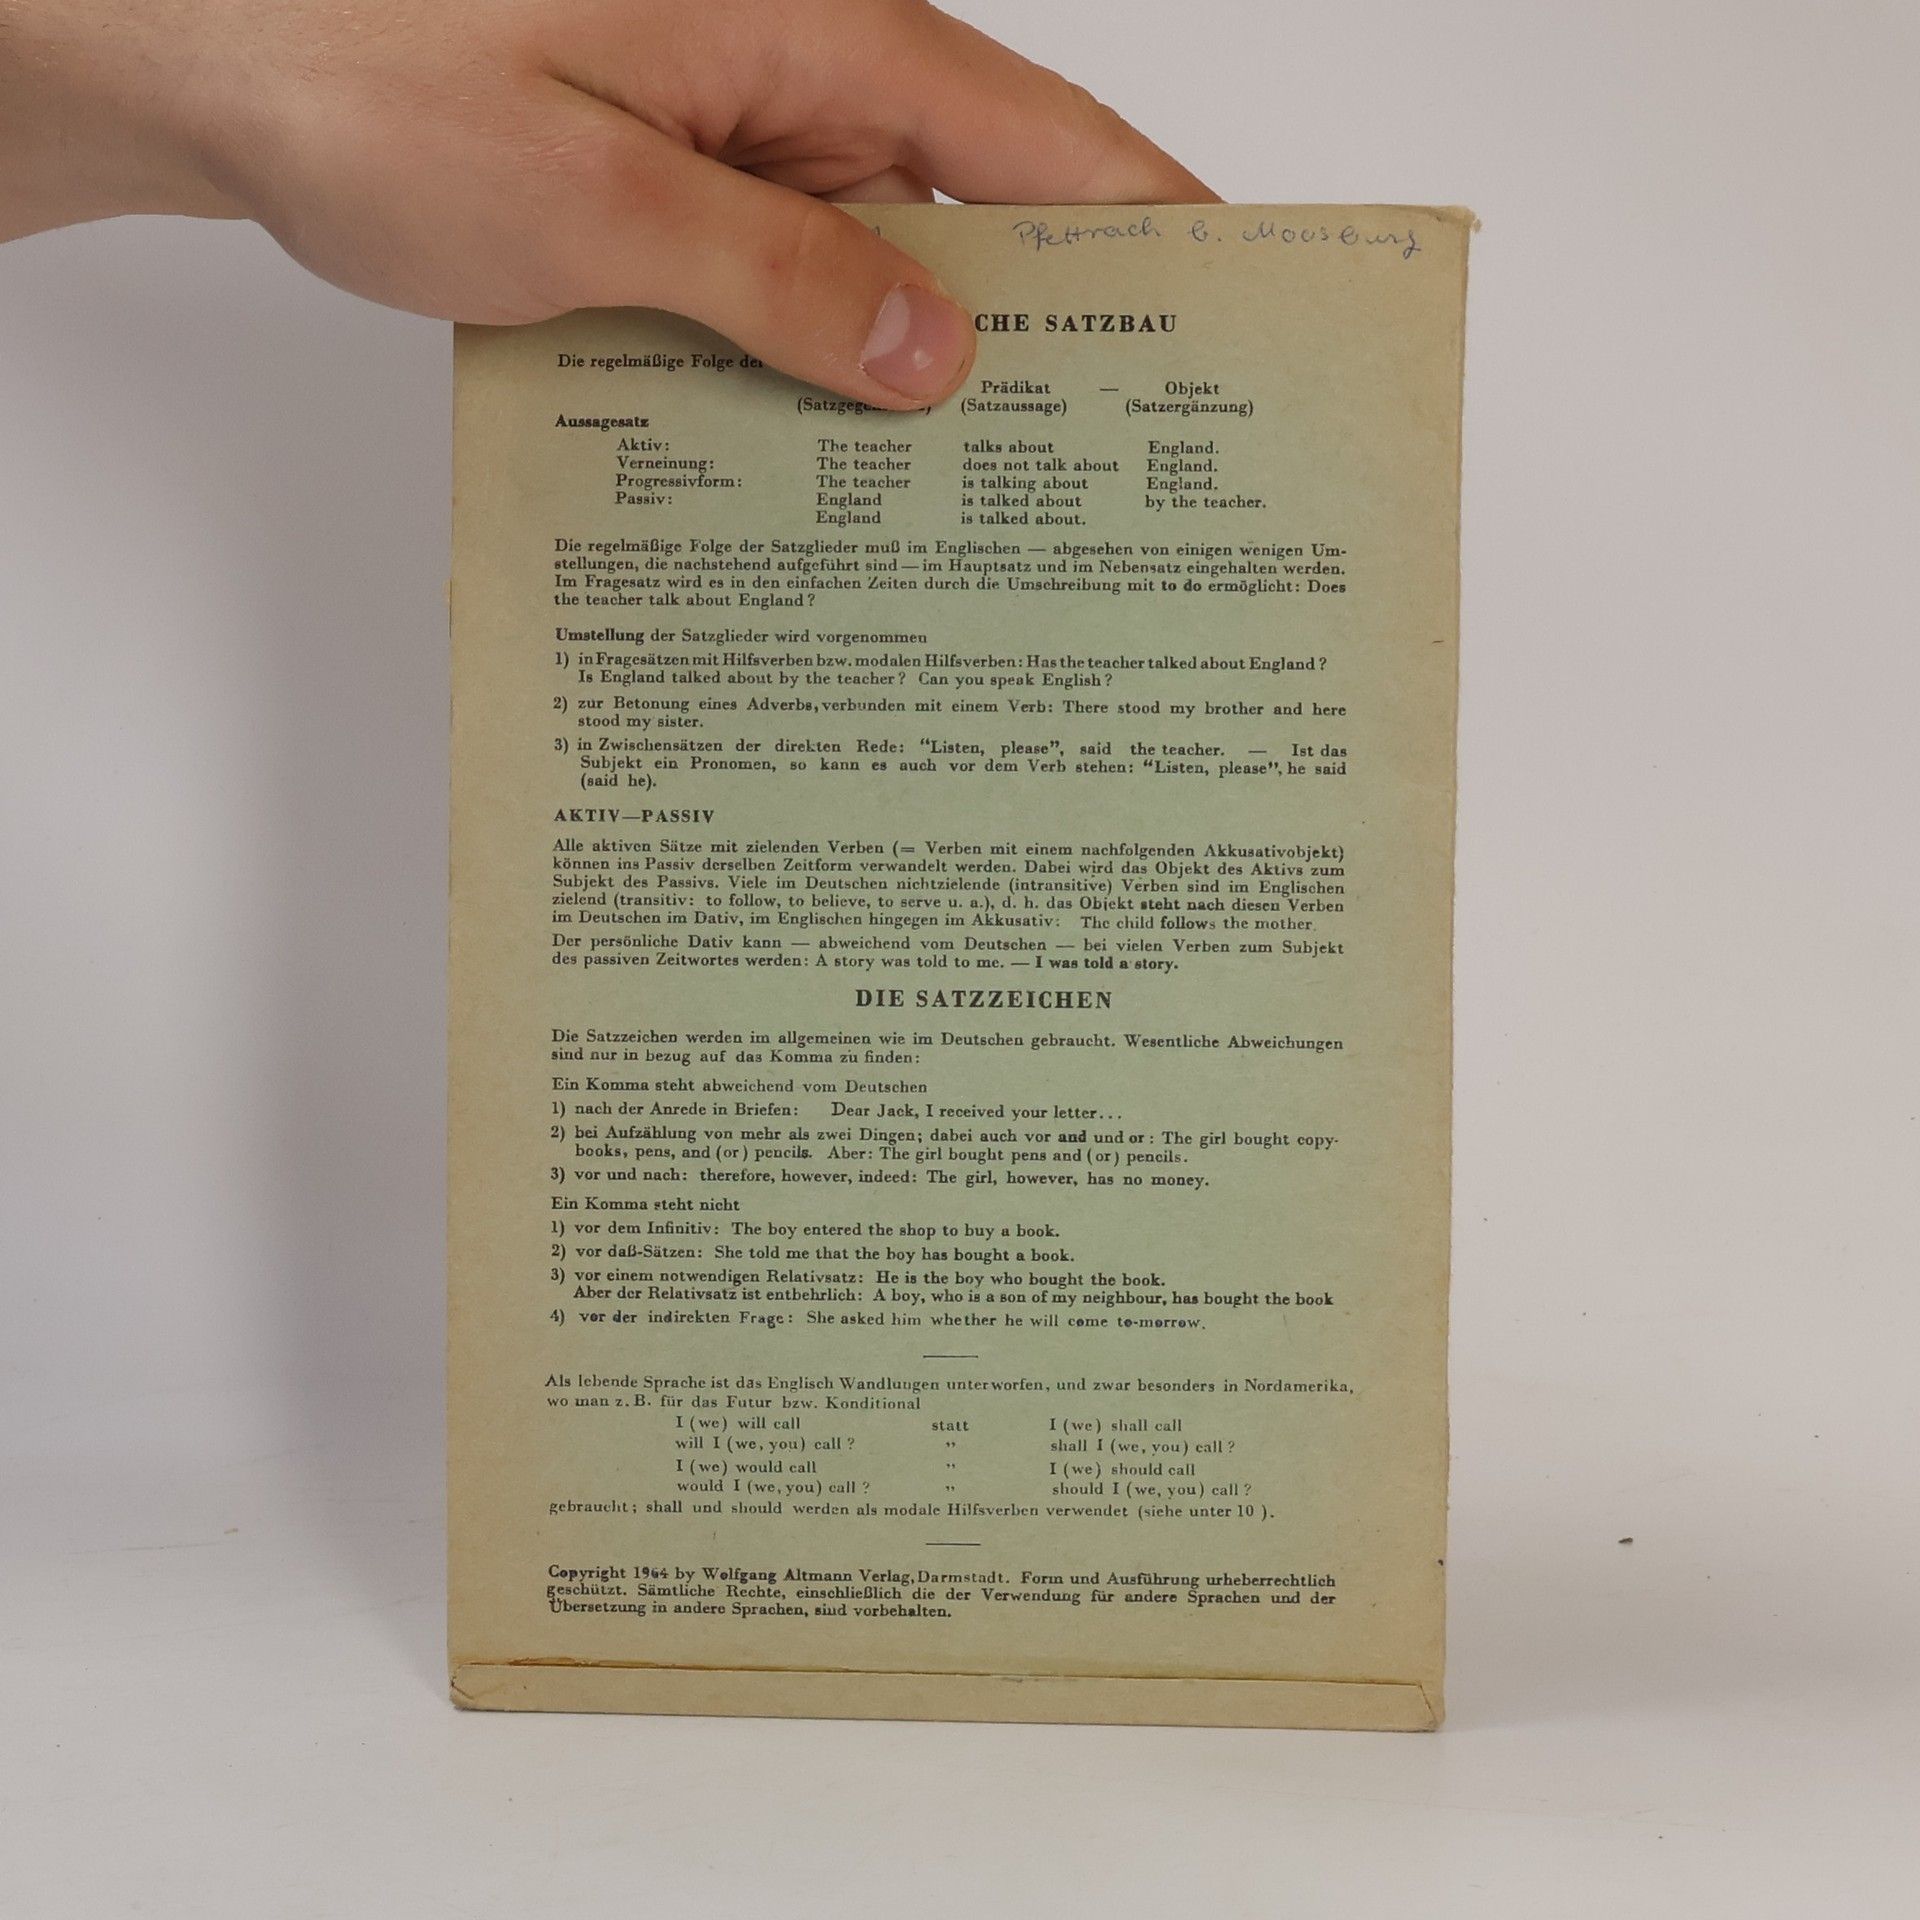 Pfettrach b. Moosburg
CHE SATZBAU
Die regelmäßige Folge der
Prädikat — Objekt
(Satzgegen (Satzaussage) (Satzergänzung)
Aussagesatz
Aktiv: The teacher talks about England.
Verneinung: The teacher does not talk about England.
Progressivform: The teacher is talking about England.
Passiv: England is talked about by the teacher.
England is talked about.
Die regelmäßige Folge der Satzglieder muß im Englischen — abgesehen von einigen wenigen Um-
stellungen, die nachstehend aufgeführt sind — im Hauptsatz und im Nebensatz eingehalten werden.
Im Fragesatz wird es in den einfachen Zeiten durch die Umschreibung mit to do ermöglicht: Does
the teacher talk about England?
Umstellung der Satzglieder wird vorgenommen
1) in Fragesätzen mit Hilfsverben bzw. modalen Hilfsverben: Has the teacher talked about England?
Is England talked about by the teacher? Can you speak English?
2) zur Betonung eines Adverbs, verbunden mit einem Verb: There stood my brother and here
stood my sister.
3) in Zwischensätzen der direkten Rede: “Listen, please”, said the teacher. — Ist das
Subjekt ein Pronomen, so kann es auch vor dem Verb stehen: “Listen, please”, he said
(said he).
AKTIV—PASSIV
Alle aktiven Sätze mit zielenden Verben (= Verben mit einem nachfolgenden Akkusativobjekt)
können ins Passiv derselben Zeitform verwandelt werden. Dabei wird das Objekt des Aktivs zum
Subjekt des Passivs. Viele im Deutschen nichtzielende (intransitive) Verben sind im Englischen
zielend (transitiv: to follow, to believe, to serve u. a.), d. h. das Objekt steht nach diesen Verben
im Deutschen im Dativ, im Englischen hingegen im Akkusativ: The child follows the mother.
Der persönliche Dativ kann — abweichend vom Deutschen — bei vielen Verben zum Subjekt
des passiven Zeitwortes werden: A story was told to me. — I was told a story.
DIE SATZZEICHEN
Die Satzzeichen werden im allgemeinen wie im Deutschen gebraucht. Wesentliche Abweichungen
sind nur in bezug auf das Komma zu finden:
Ein Komma steht abweichend vom Deutschen
1) nach der Anrede in Briefen: Dear Jack, I received your letter...
2) bei Aufzählung von mehr als zwei Dingen; dabei auch vor and und or: The girl bought copy-
books, pens, and (or) pencils. Aber: The girl bought pens and (or) pencils.
3) vor und nach: therefore, however, indeed: The girl, however, has no money.
Ein Komma steht nicht
1) vor dem Infinitiv: The boy entered the shop to buy a book.
2) vor daß-Sätzen: She told me that the boy has bought a book.
3) vor einem notwendigen Relativsatz: He is the boy who bought the book.
Aber der Relativsatz ist entbehrlich: A boy, who is a son of my neighbour, has bought the book
4) vor der indirekten Frage: She asked him whether he will come to-morrow.
Als lebende Sprache ist das Englisch Wandlungen unterworfen, und zwar besonders in Nordamerika,
wo man z. B. für das Futur bzw. Konditional
I (we) will call statt I (we) shall call
will I (we, you) call? „ shall I (we, you) call?
I (we) would call „ I (we) should call
would I (we, you) call? „ should I (we, you) call?
gebraucht; shall und should werden als modale Hilfsverben verwendet (siehe unter 10 ).
Copyright 1964 by Wolfgang Altmann Verlag, Darmstadt. Form und Ausführung urheberrechtlich
geschützt. Sämtliche Rechte, einschließlich die der Verwendung für andere Sprachen und der
Übersetzung in andere Sprachen, sind vorbehalten.